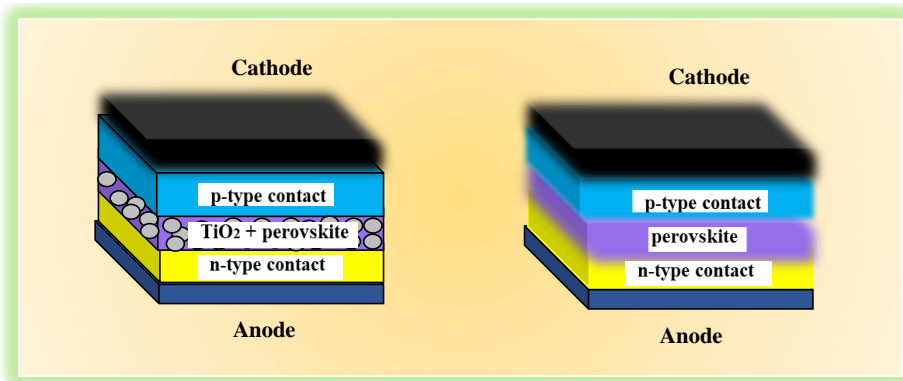 Cathode
p-type contact
TiO₂ + perovskite
n-type contact
Anode
Cathode
p-type contact
perovskite
n-type contact
Anode